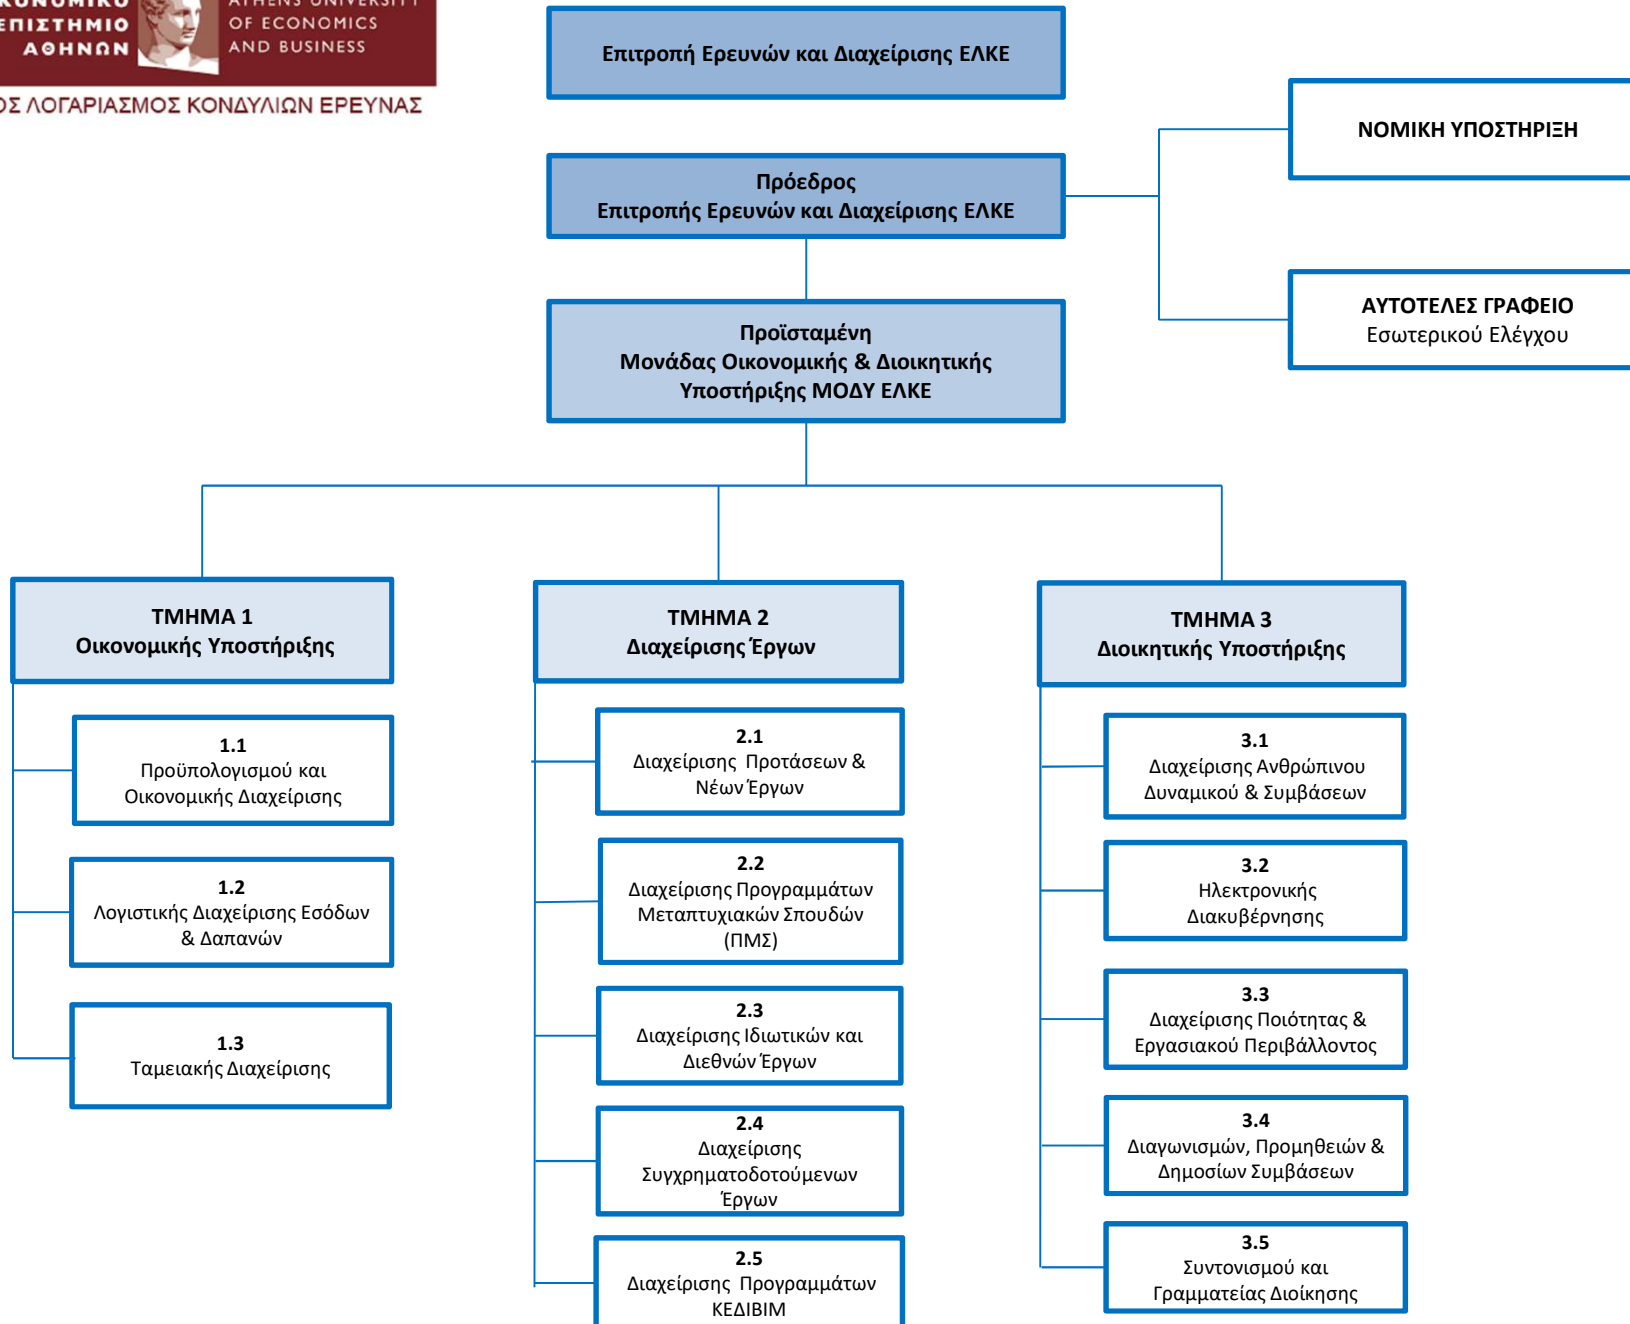 ΕΠΙΣΤΗΜΙΟ
ΑΘΗΝΩΝ
ATHENS UNIVERSITY
OF ECONOMICS
AND BUSINESS
ΛΟΓΑΡΙΑΣΜΟΣ ΚΟΝΔΥΛΙΩΝ ΕΡΕΥΝΑΣ
Επιτροπή Ερευνών και Διαχείρισης ΕΛΚΕ
Πρόεδρος
Επιτροπής Ερευνών και Διαχείρισης ΕΛΚΕ
ΝΟΜΙΚΗ ΥΠΟΣΤΗΡΙΞΗ
ΑΥΤΟΤΕΛΕΣ ΓΡΑΦΕΙΟ
Εσωτερικού Ελέγχου
Προϊσταμένη
Μονάδας Οικονομικής & Διοικητικής
Υποστήριξης ΜΟΔΥ ΕΛΚΕ
ΤΜΗΜΑ 1
Οικονομικής Υποστήριξης
1.1
Προϋπολογισμού και
Οικονομικής Διαχείρισης
1.2
Λογιστικής Διαχείρισης Εσόδων
& Δαπανών
1.3
Ταμειακής Διαχείρισης
ΤΜΗΜΑ 2
Διαχείρισης Έργων
2.1
Διαχείρισης Προτάσεων &
Νέων Έργων
2.2
Διαχείρισης Προγραμμάτων
Μεταπτυχιακών Σπουδών
(ΠΜΣ)
2.3
Διαχείρισης Ιδιωτικών και
Διεθνών Έργων
2.4
Διαχείρισης
Συγχρηματοδοτούμενων
Έργων
2.5
Διαχείρισης Προγραμμάτων
ΚΕΔΙΒΙΜ
ΤΜΗΜΑ 3
Διοικητικής Υποστήριξης
3.1
Διαχείρισης Ανθρώπινου
Δυναμικού & Συμβάσεων
3.2
Ηλεκτρονικής
Διακυβέρνησης
3.3
Διαχείρισης Ποιότητας &
Εργασιακού Περιβάλλοντος
3.4
Διαγωνισμών, Προμηθειών &
Δημοσίων Συμβάσεων
3.5
Συντονισμού και
Γραμματείας Διοίκησης